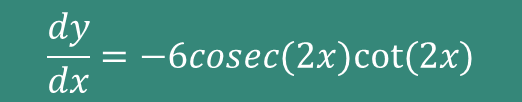 dy/dx = −6cosec(2x)cot(2x)